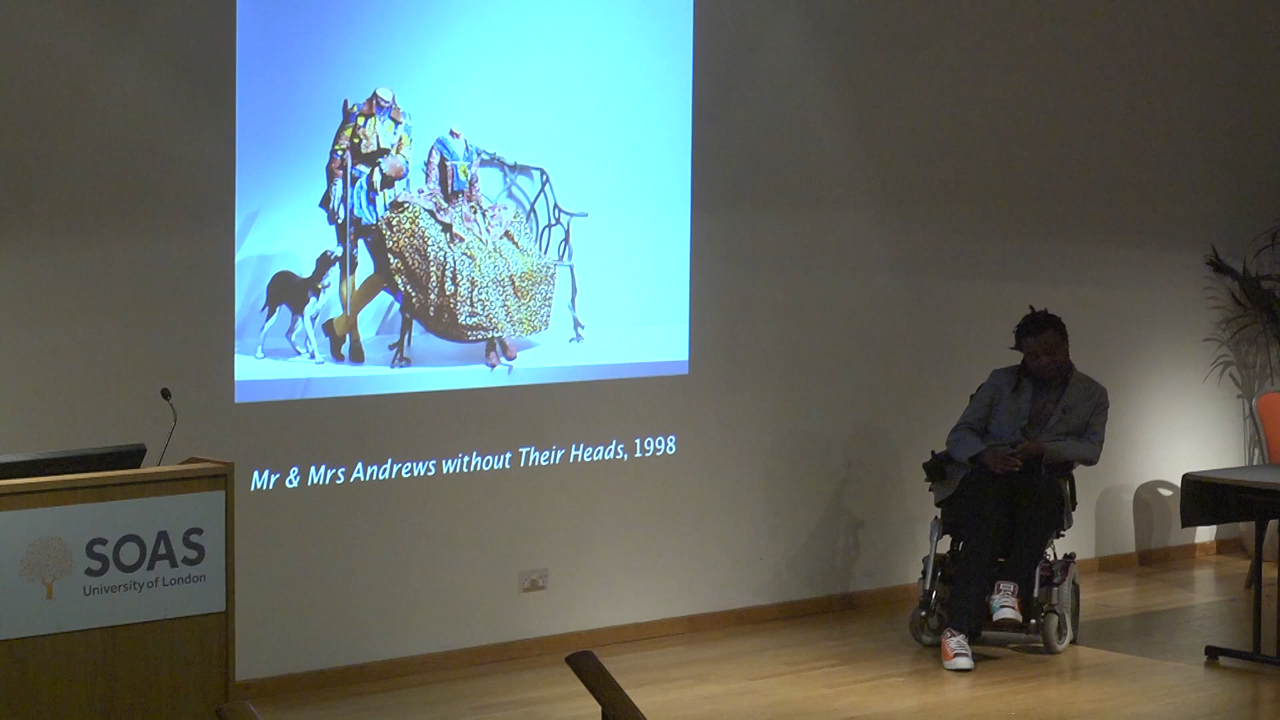 Mr & Mrs Andrews without Their Heads, 1998
SOAS
University of London